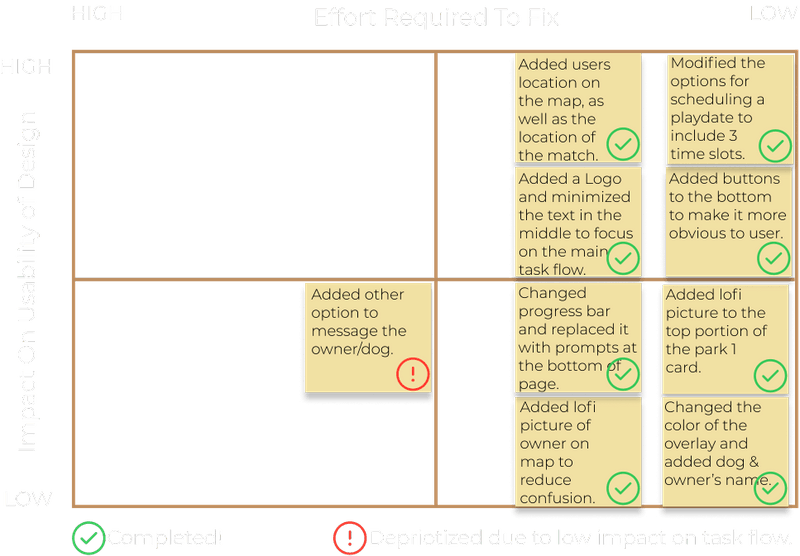 HIGH
Effort Required To Fix
LOW
HIGH
Impact On Usability of Design
LOW
Added users
location on
the map, as
well as the
location of
the match.
Modified the
options for
scheduling a
playdate to
include 3
time slots.
Added a Logo
and minimized
the text in the
middle to focus
on the main
task flow.
Added buttons
to the bottom
to make it more
obvious to user.
Added other
option to
message the
owner/dog.
Changed
progress bar
and replaced it
with prompts at
the bottom of
page.
Added lofi
picture to the
top portion of
the park 1
card.
Added lofi
picture of
owner on
map to
reduce
confusion.
Changed the
color of the
overlay and
added dog &
owner's name.
Completed!
Depriotized due to low impact on task flow.